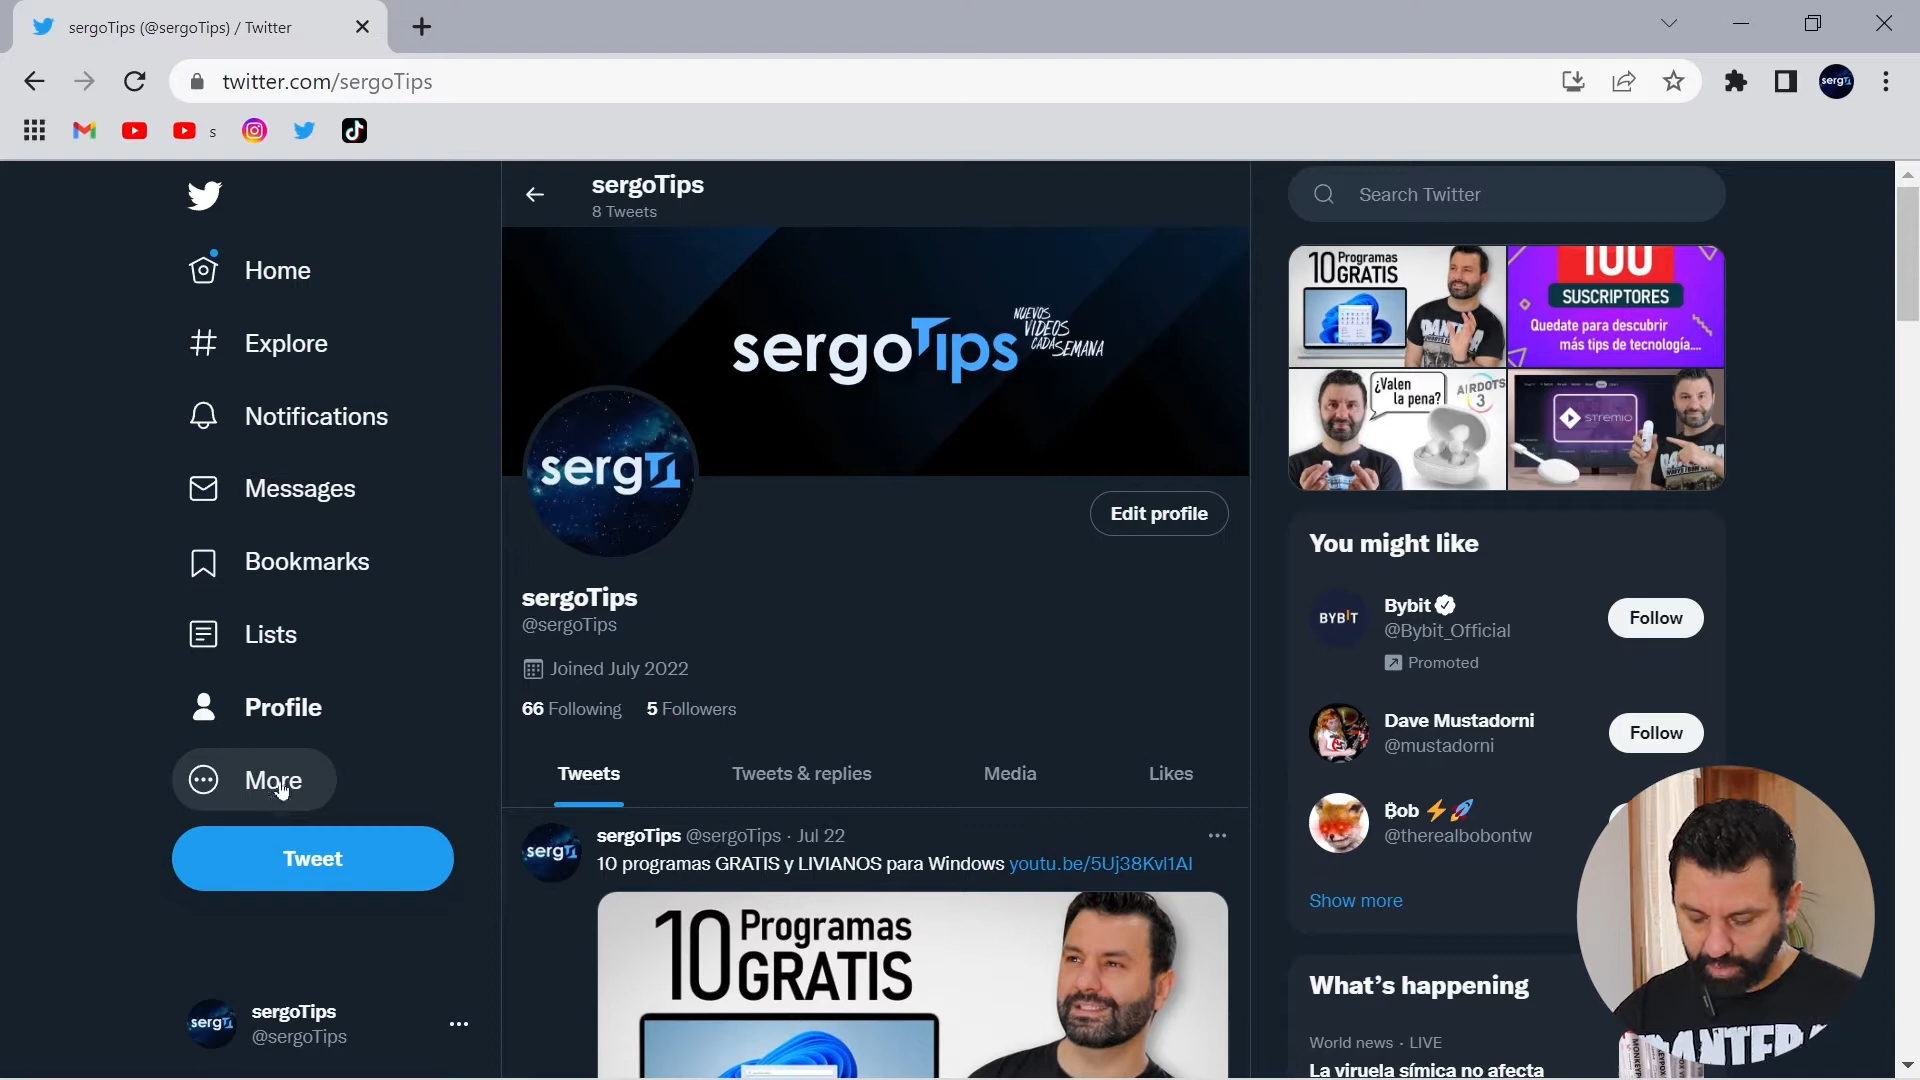 sergoTips (@sergoTips) / Twitter
twitter.com/sergoTips
s
Home
Explore
Notifications
Messages
Bookmarks
Lists
Profile
More
Tweet
sergoTips
@sergoTips
sergoTips
8 Tweets
sergoTips
NUEVOS
VIDEOS
CADA SEMANA
Edit profile
sergoTips
@sergoTips
Joined July 2022
66 Following 5 Followers
Tweets
Tweets & replies
Media
Likes
sergoTips @sergoTips · Jul 22
10 programas GRATIS y LIVIANOS para Windows youtu.be/5Uj38Kvl1AI
10 Programas
GRATIS
Search Twitter
10 Programas
GRATIS
100
SUSCRIPTORES
Quedate para descubrir
más tips de tecnología....
¿Valen
la pena?
AIRDOTS
3
STREMIO
You might like
BYBIT
Bybit
@Bybit_Official
Promoted
Follow
Dave Mustadorni
@mustadorni
Follow
₿ob ⚡🚀
@therealbobontw
Show more
What's happening
World news · LIVE
La viruela símica no afecta